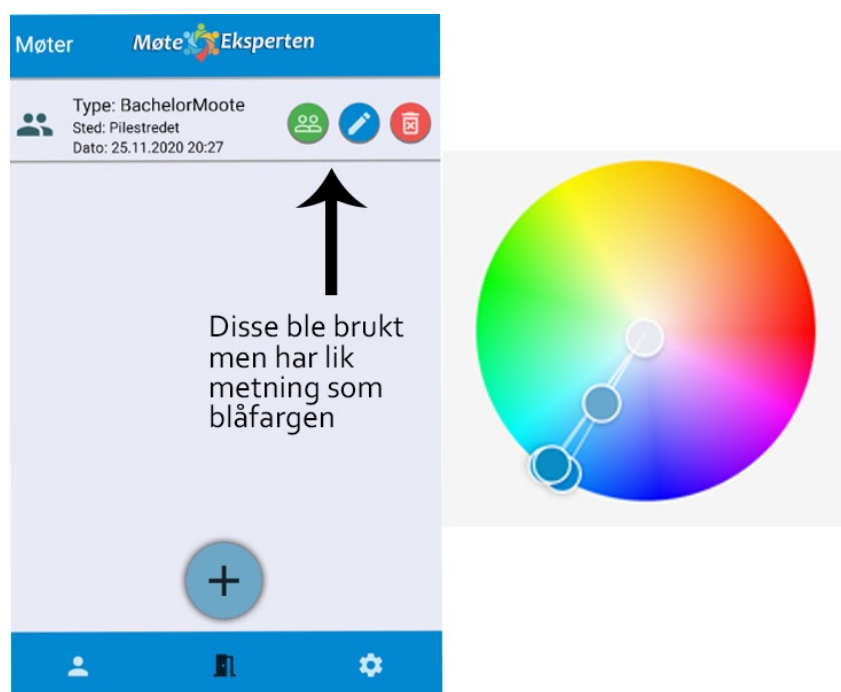 Møter
Møte Eksperten
Type: BachelorMoote
Sted: Pilestredet
Dato: 25.11.2020 20:27
Disse ble brukt
men har lik
metning som
blåfargen